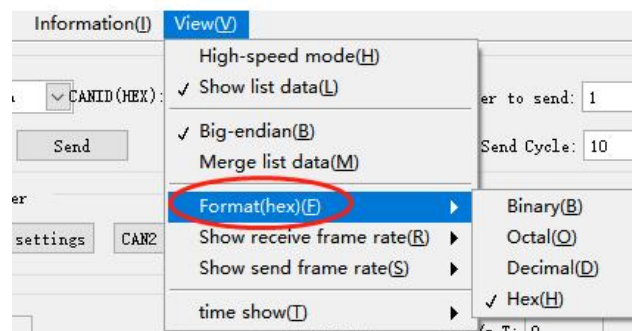 Information(I) View(V)
High-speed mode(H)
✓ Show list data(L)
CANID(HEX):
er to send: 1
✓ Big-endian(B)
Send
Merge list data(M)
Send Cycle: 10
er
Format(hex)(F)
Binary(B)
settings CAN2
Show receive frame rate(R)
Octal(O)
Show send frame rate(S)
Decimal(D)
✓ Hex(H)
time show(T)